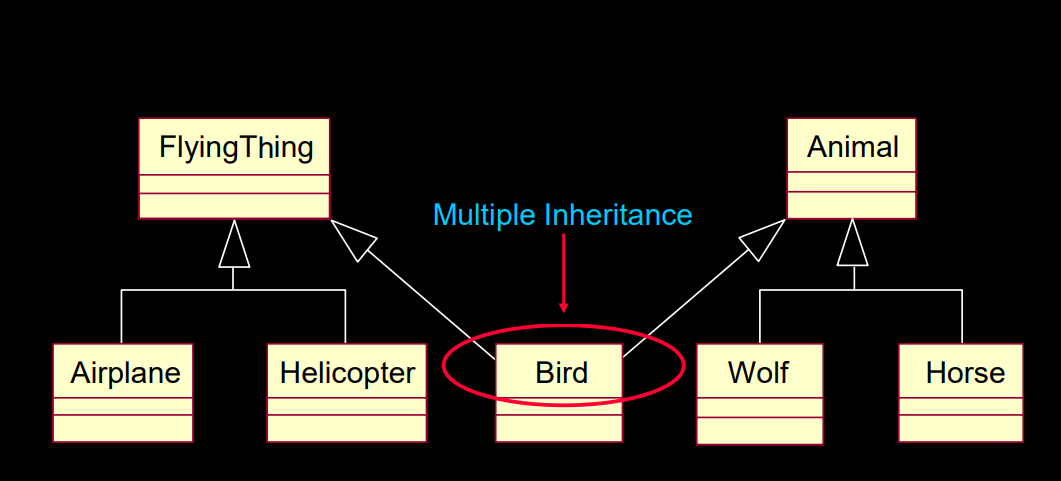 FlyingThing
Animal
Multiple Inheritance
Airplane
Helicopter
Bird
Wolf
Horse